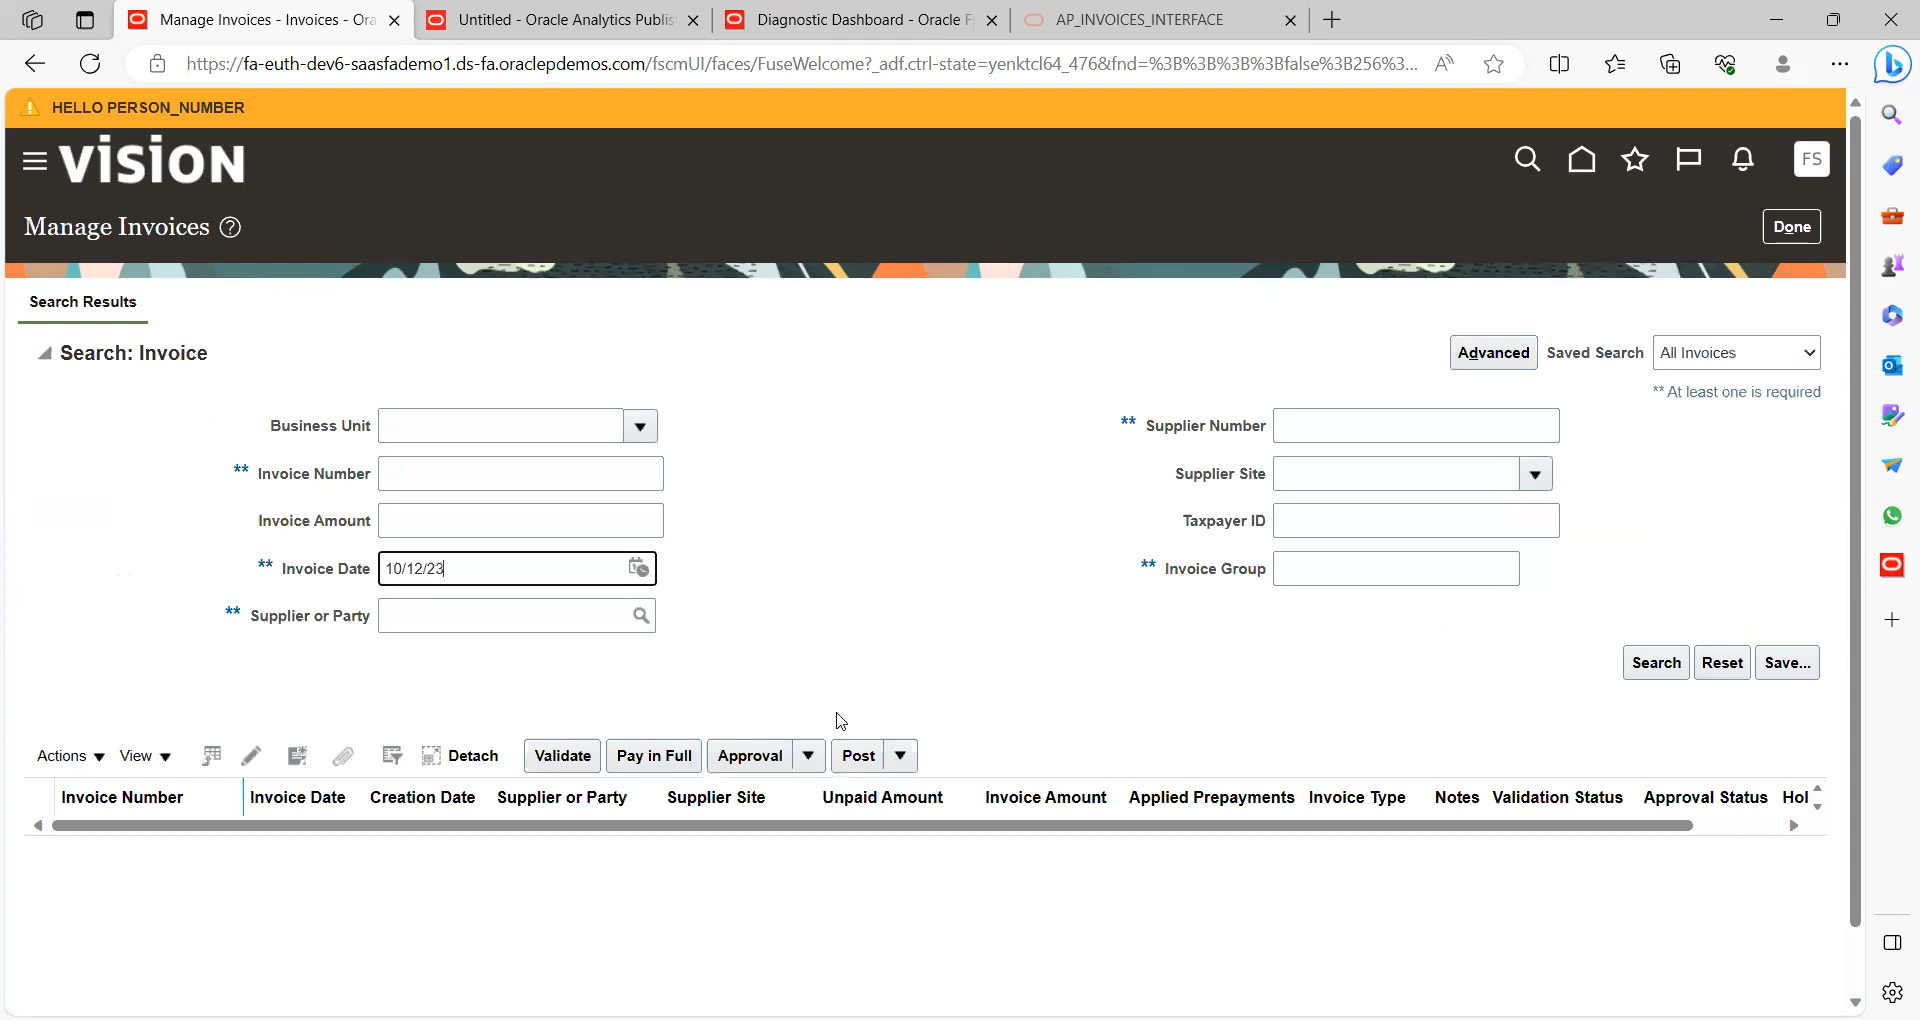 Manage Invoices - Invoices - Ora
Untitled - Oracle Analytics Publis
Diagnostic Dashboard - Oracle F
AP_INVOICES_INTERFACE
https://fa-euth-dev6-saasfademo1.ds-fa.oraclepdemos.com/fscmUI/faces/FuseWelcome?_adf.ctrl-state=yenktcl64_476&fnd=%3B%3B%3B%3Bfalse%3B256%3...
HELLO PERSON_NUMBER
VISION
FS
Manage Invoices
Done
Search Results
Search: Invoice
Advanced Saved Search All Invoices
** At least one is required
Business Unit
** Supplier Number
** Invoice Number
Supplier Site
Invoice Amount
Taxpayer ID
** Invoice Date 10/12/23
** Invoice Group
** Supplier or Party
Search Reset Save...
Actions View Detach Validate Pay in Full Approval Post
Invoice Number Invoice Date Creation Date Supplier or Party Supplier Site Unpaid Amount Invoice Amount Applied Prepayments Invoice Type Notes Validation Status Approval Status Hol